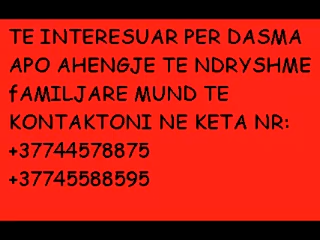 TE INTERESUAR PER DASMA
APO AHENGJE TE NDRYSHME
fAMILJARE MUND TE
KONTAKTONI NE KETA NR:
+37744578875
+37745588595